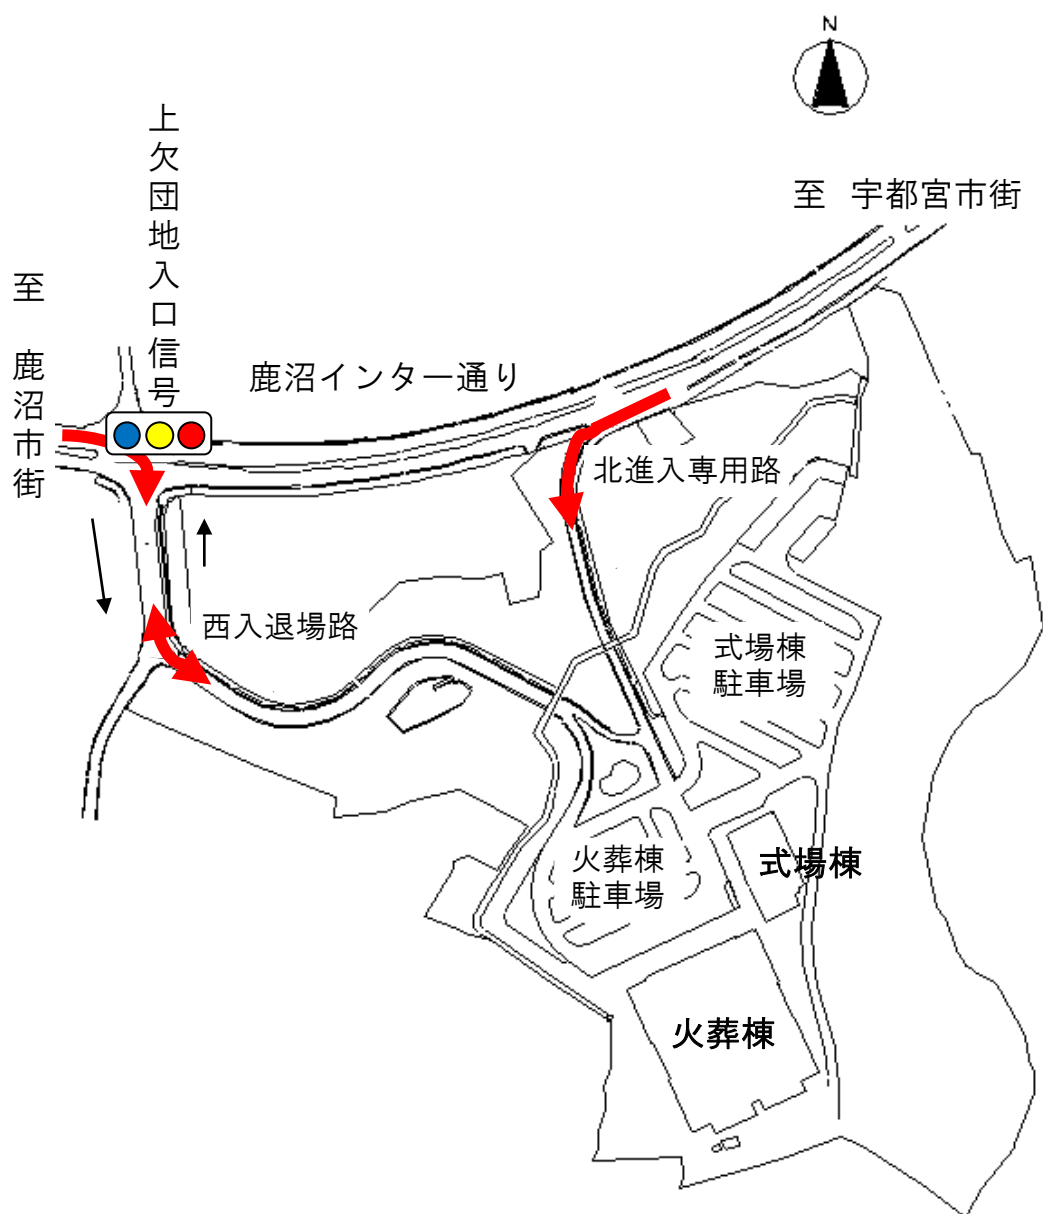 N
至 宇都宮市街
上欠団地入口信号
至 鹿沼市街
鹿沼インター通り
北進入専用路
西入退場路
式場棟
駐車場
火葬棟
駐車場
式場棟
火葬棟